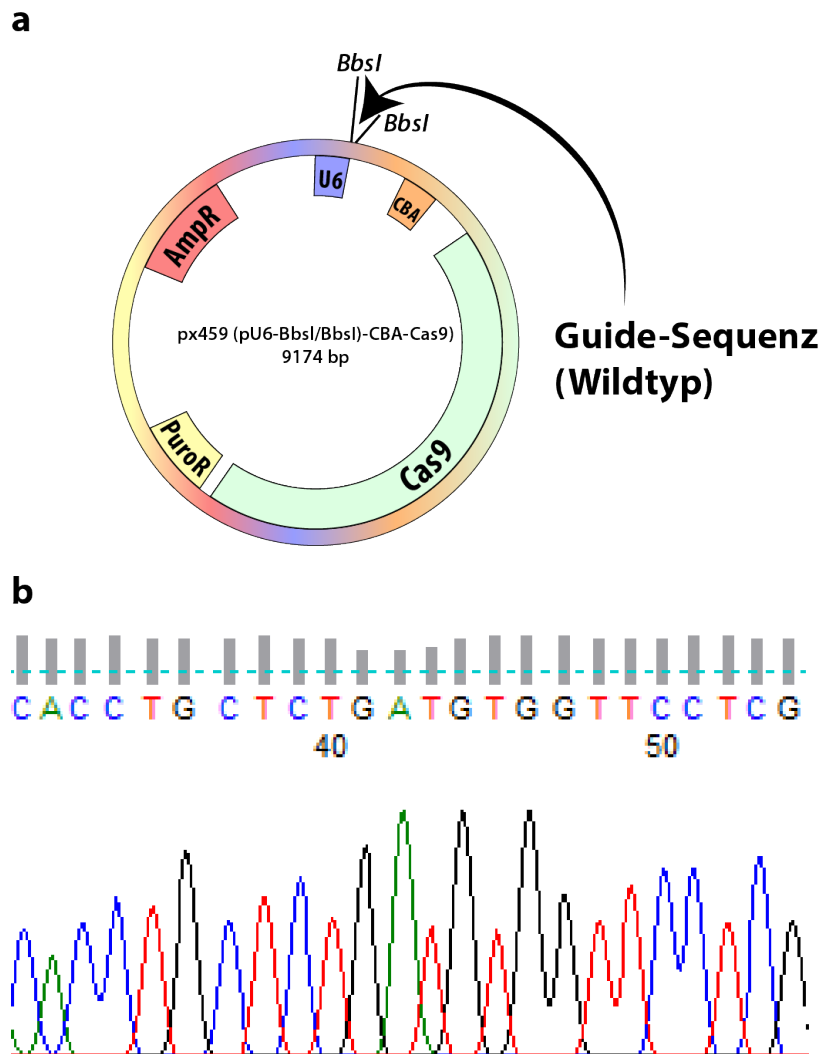 a
BbsI
BbsI
U6
CBA
AmpR
px459 (pU6-BbsI/BbsI)-CBA-Cas9)
9174 bp
Guide-Sequenz
(Wildtyp)
PuroR
Cas9
b
C A C C T G C T C T G A T G T G G T T C C T C G
40 50